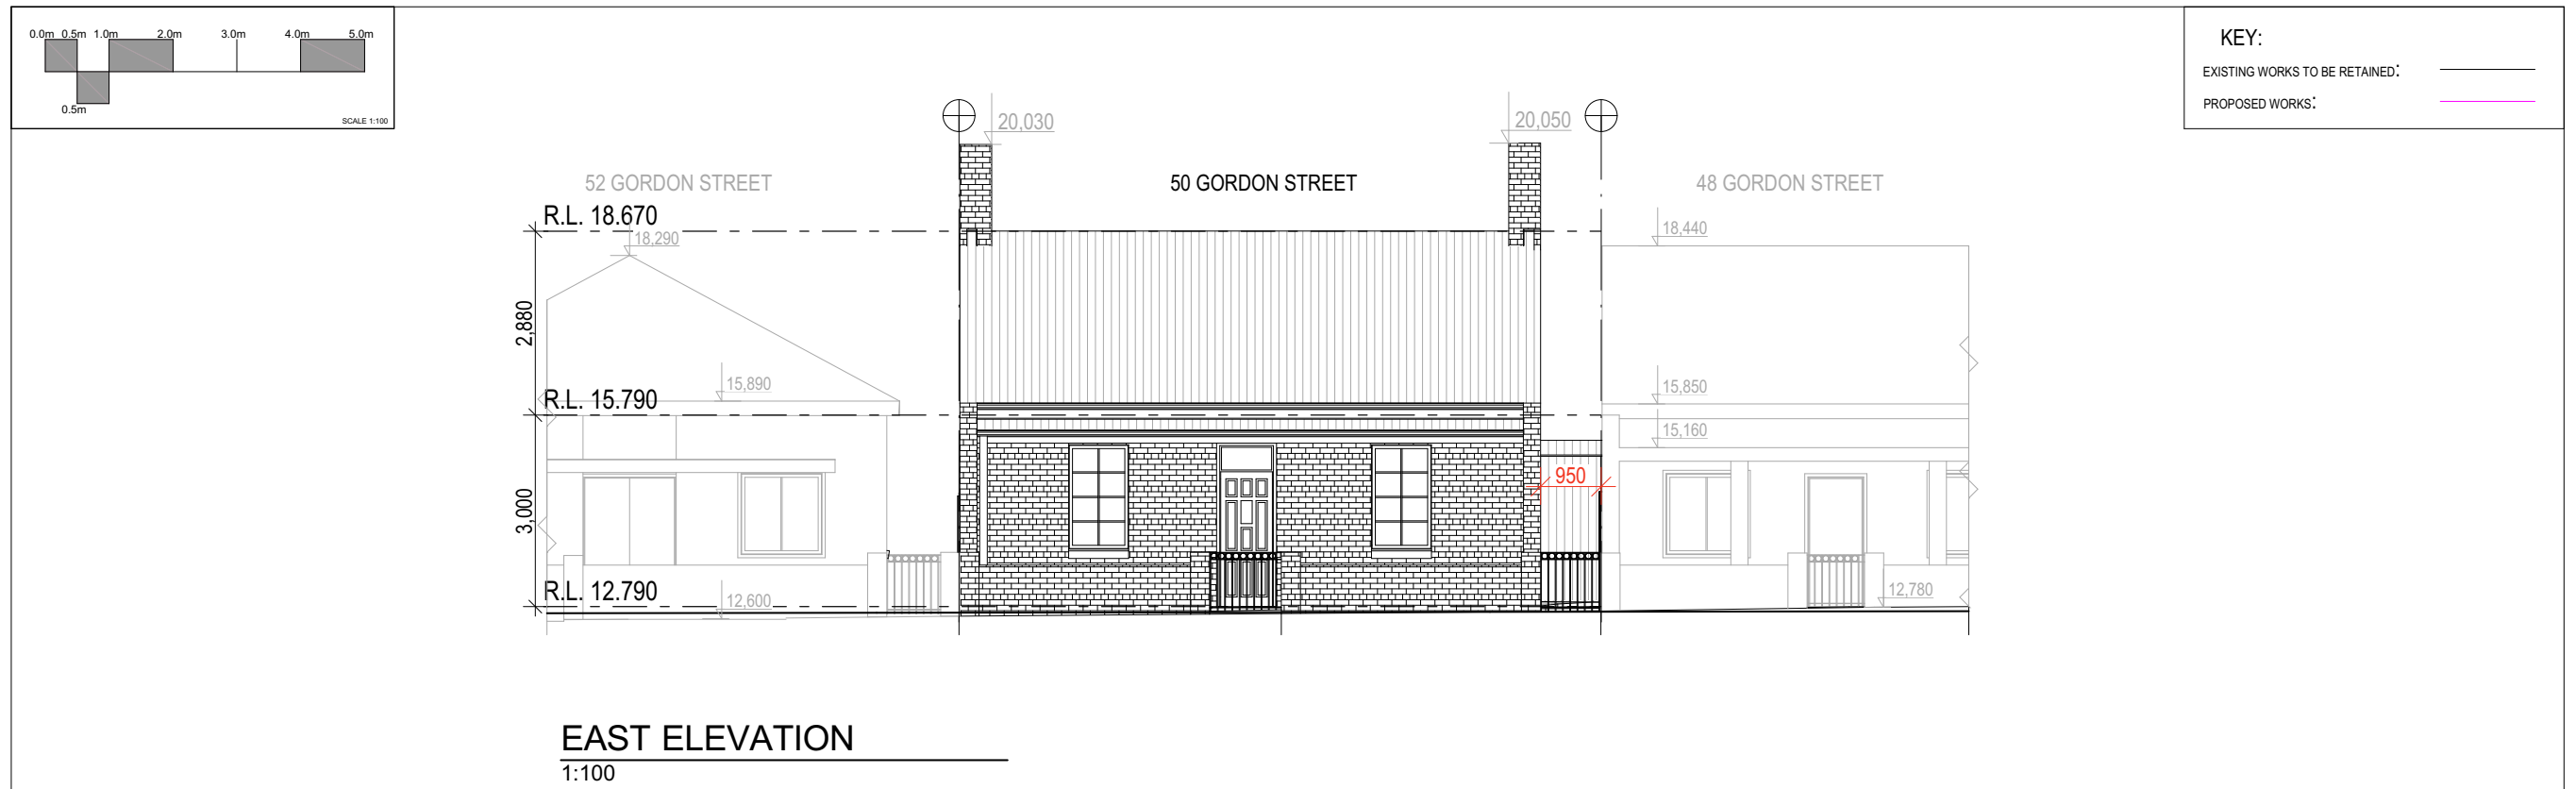 0.0m 0.5m 1.0m 2.0m 3.0m 4.0m 5.0m
0.5m
SCALE 1:100
KEY:
EXISTING WORKS TO BE RETAINED:
PROPOSED WORKS:
20,030
20,050
52 GORDON STREET
50 GORDON STREET
48 GORDON STREET
R.L. 18.670
18,290
18,440
2,880
15,890
15,850
R.L. 15.790
15,160
950
3,000
R.L. 12.790
12,600
12,780
EAST ELEVATION
1:100